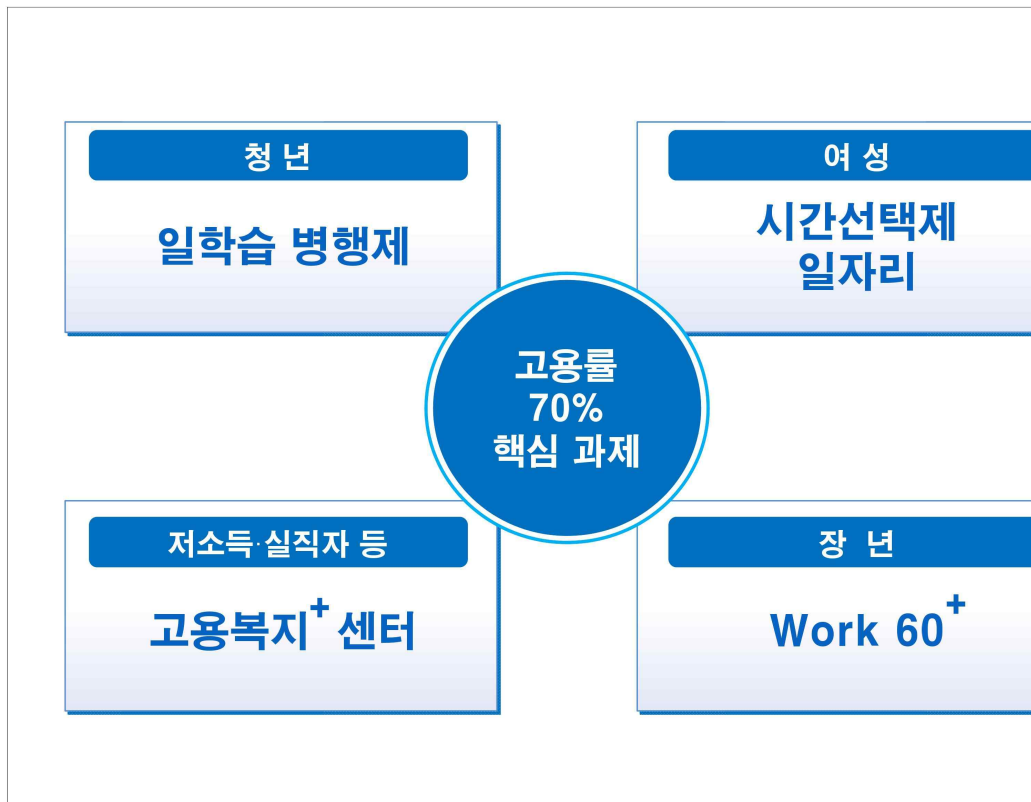 청 년
일학습 병행제
여 성
시간선택제
일자리
고용률
70%
핵심 과제
저소득·실직자 등
고용복지+ 센터
장 년
Work 60+